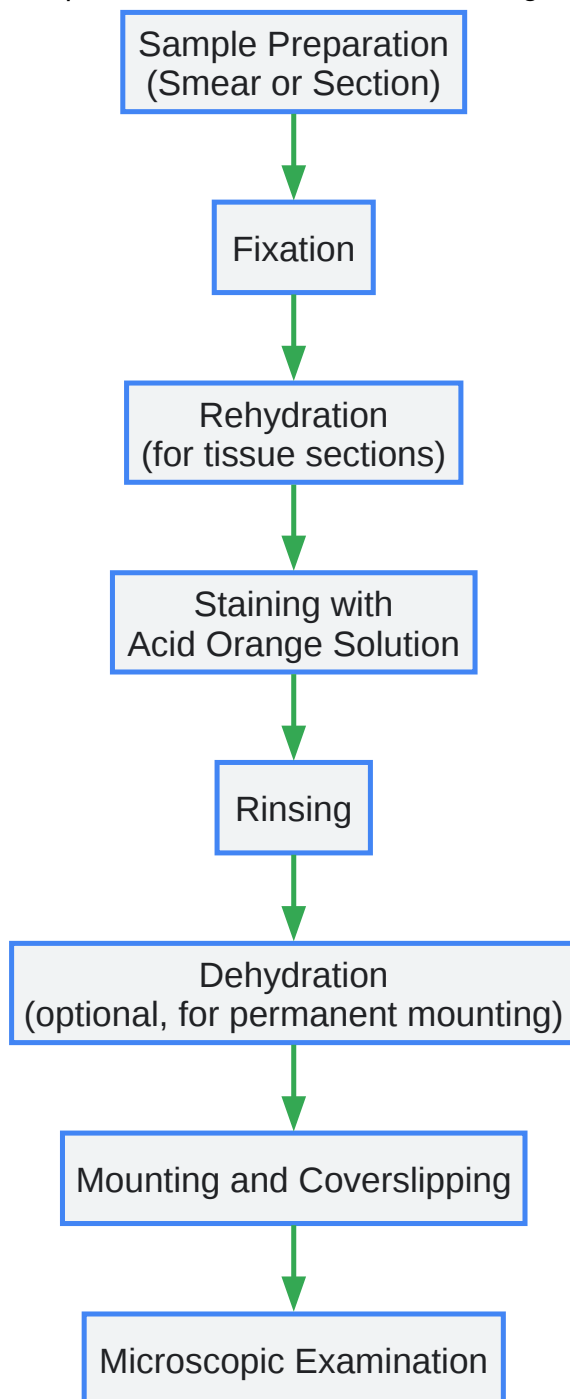 Sample Preparation
(Smear or Section)
Fixation
Rehydration
(for tissue sections)
Staining with
Acid Orange Solution
Rinsing
Dehydration
(optional, for permanent mounting)
Mounting and Coverslipping
Microscopic Examination